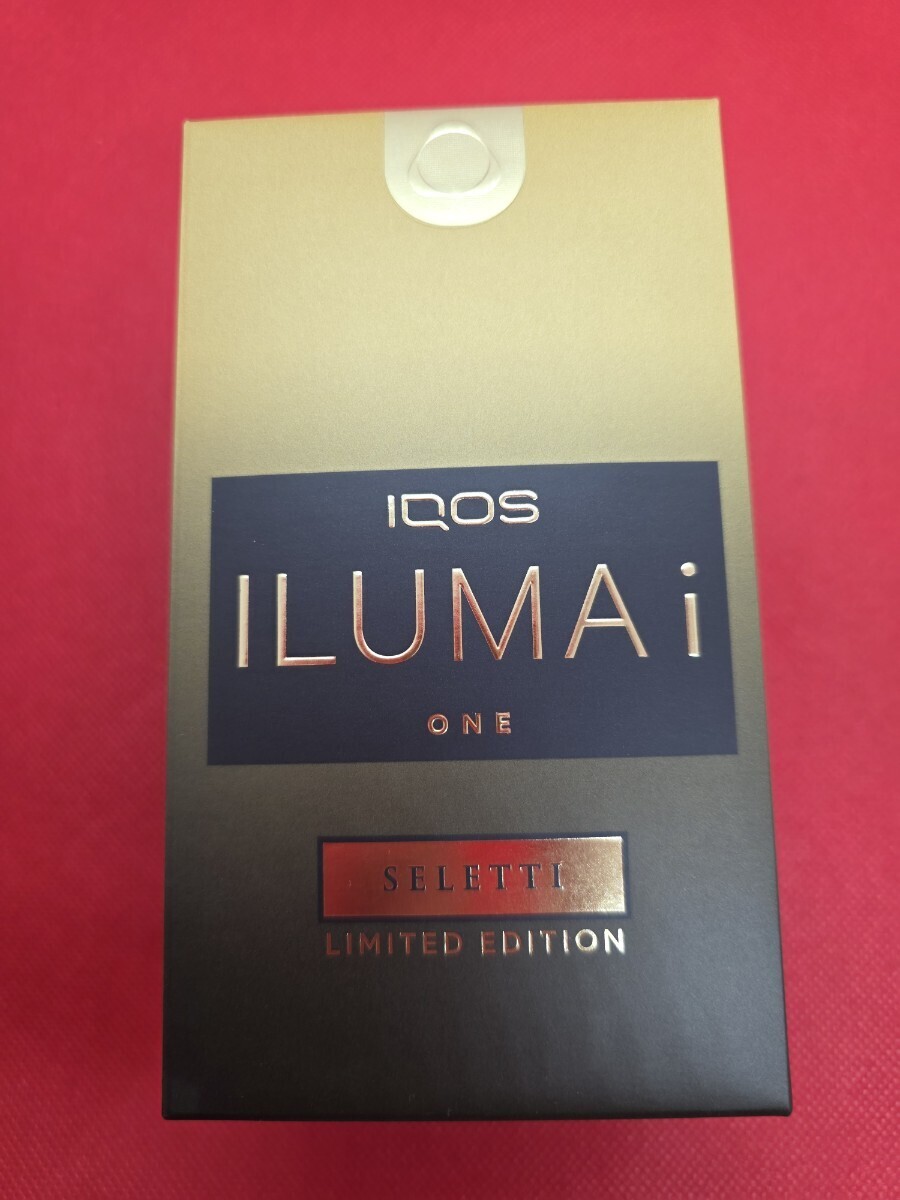 IQOS
ILUMA i
ONE
SELETTI
LIMITED EDITION